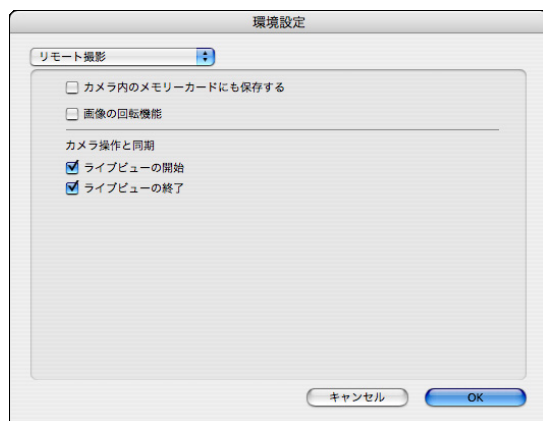 環境設定
リモート撮影
カメラ内のメモリーカードにも保存する
画像の回転機能
カメラ操作と同期
ライブビューの開始
ライブビューの終了
キャンセル
OK